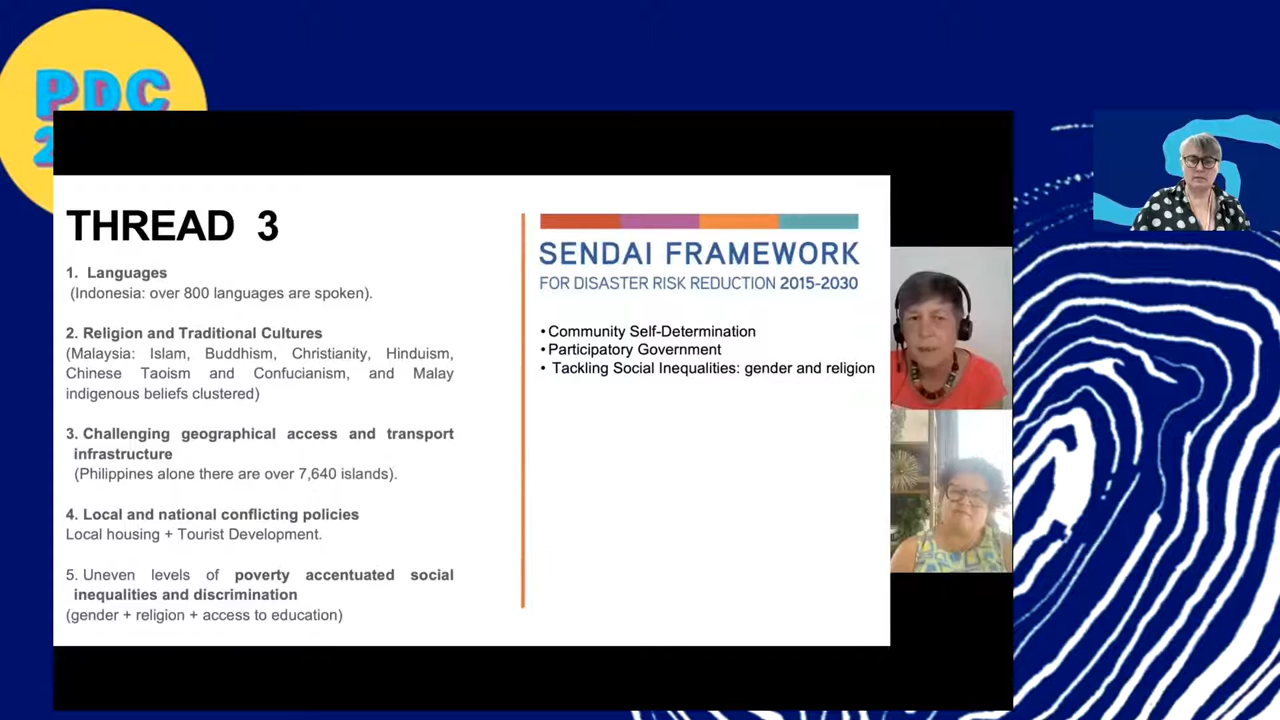 PDC
2
THREAD 3
1. Languages
(Indonesia: over 800 languages are spoken).
2. Religion and Traditional Cultures
(Malaysia: Islam, Buddhism, Christianity, Hinduism,
Chinese Taoism and Confucianism, and Malay
indigenous beliefs clustered)
3. Challenging geographical access and transport
infrastructure
(Philippines alone there are over 7,640 islands).
4. Local and national conflicting policies
Local housing + Tourist Development.
5. Uneven levels of poverty accentuated social
inequalities and discrimination
(gender + religion + access to education)
SENDAI FRAMEWORK
FOR DISASTER RISK REDUCTION 2015-2030
• Community Self-Determination
• Participatory Government
• Tackling Social Inequalities: gender and religion